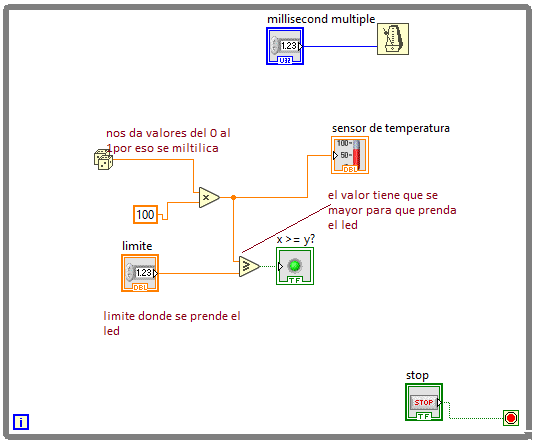 millisecond multiple
1.23
U32
nos da valores del 0 al
1por eso se miltilica
sensor de temperatura
100
50
DBL
x
100
el valor tiene que se
mayor para que prenda
el led
limite
1.23
DBL
x >= y?
TF
limite donde se prende el
led
stop
STOP
TF
i